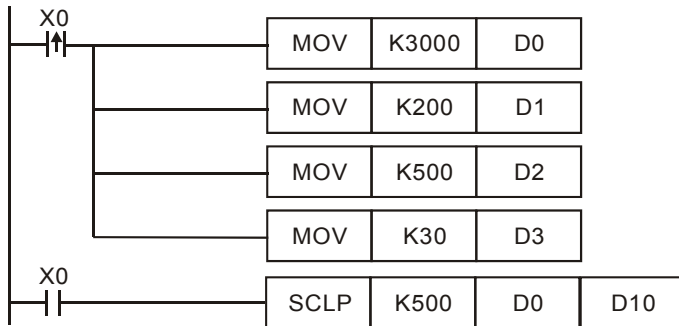 X0
MOV K3000 D0
MOV K200 D1
MOV K500 D2
MOV K30 D3
X0
SCLP K500 D0 D10